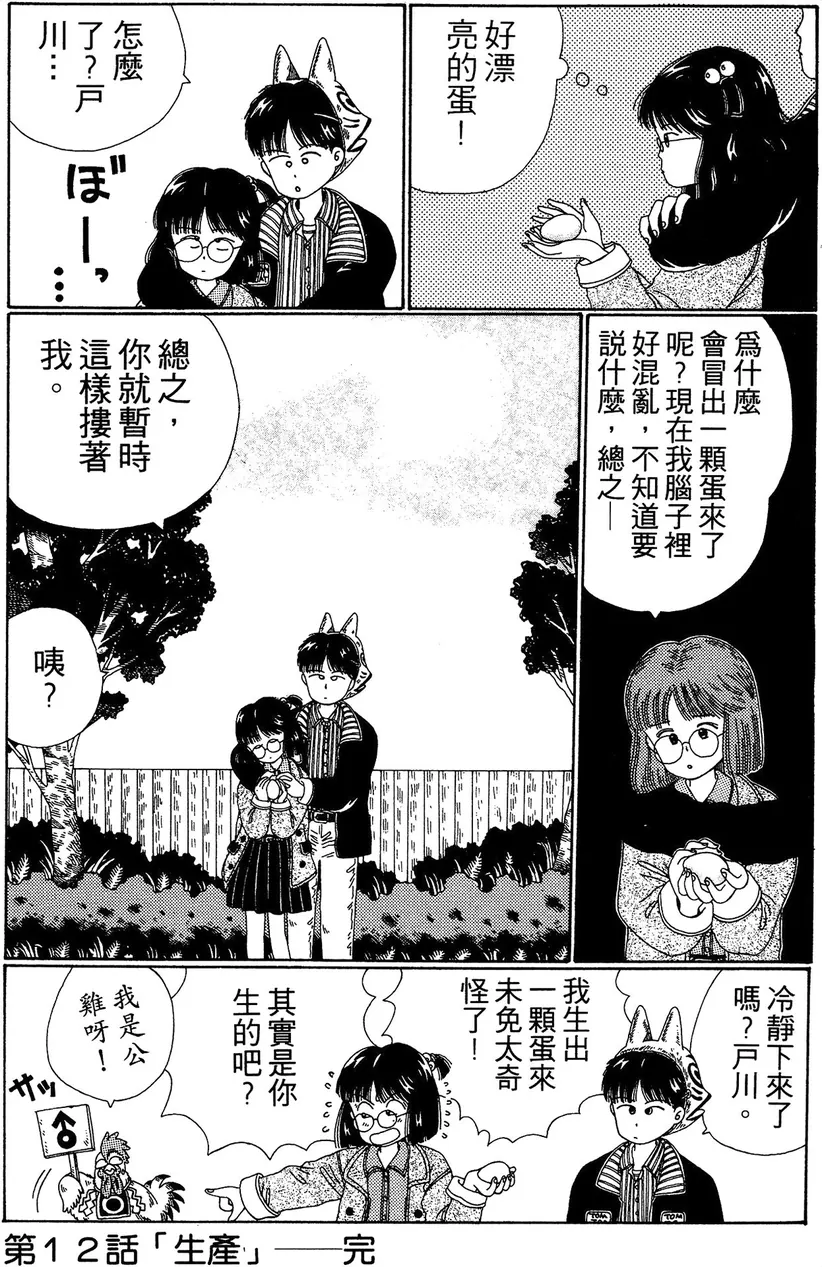 好漂
亮的蛋！
怎麼
了？戸
川…
ぼーっ…
爲什麼
會冒出一顆蛋來了
呢？現在我腦子裡
好混亂，不知道要
説什麼，總之—
總之，
你就暫時
這樣摟著
我。
咦？
冷靜下來了
嗎？戸川。
我生出
一顆蛋來
未免太奇
怪了！
其實是你
生的吧？
我是公
雞呀！
サッ
♂
TOM
TOM
第１２話「生產」——完